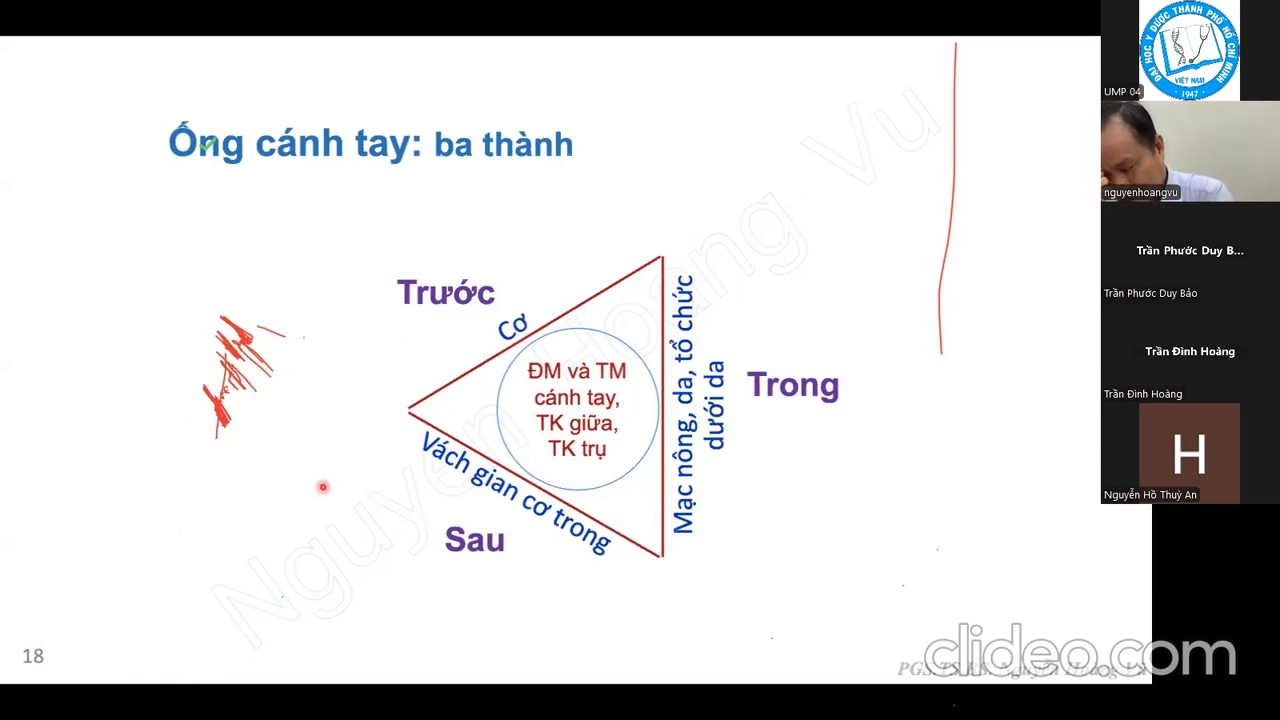 Ống cánh tay: ba thành
Trước
Cơ
ĐM và TM
cánh tay,
TK giữa,
TK trụ
Mạc nông, da, tổ chức
dưới da
Trong
Vách gian cơ trong
Sau
18
Nguyen Hoang Vu
PGS.TS.BS. Nguyễn Hoàng Vũ
clideo.com
ĐẠI HỌC Y DƯỢC THÀNH PHỐ HỒ CHÍ MINH
VIỆT NAM
1947
UMP 04
nguyenhoangvu
Trần Phước Duy B...
Trần Phước Duy Bảo
Trần Đình Hoàng
Trần Đình Hoàng
H
Nguyễn Hồ Thuỳ An